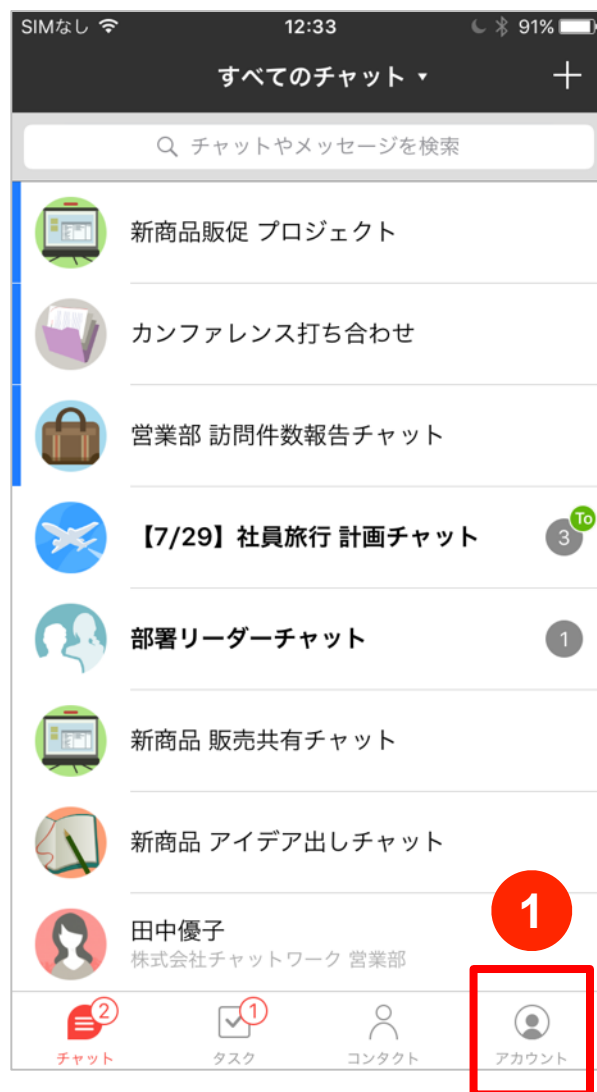 SIMなし 12:33 91%
すべてのチャット ▼
チャットやメッセージを検索
新商品販促 プロジェクト
カンファレンス打ち合わせ
営業部 訪問件数報告チャット
【7/29】社員旅行 計画チャット 3 To
部署リーダーチャット 1
新商品 販売共有チャット
新商品 アイデア出しチャット
田中優子
株式会社チャットワーク 営業部
1
2 1
チャット タスク コンタクト アカウント